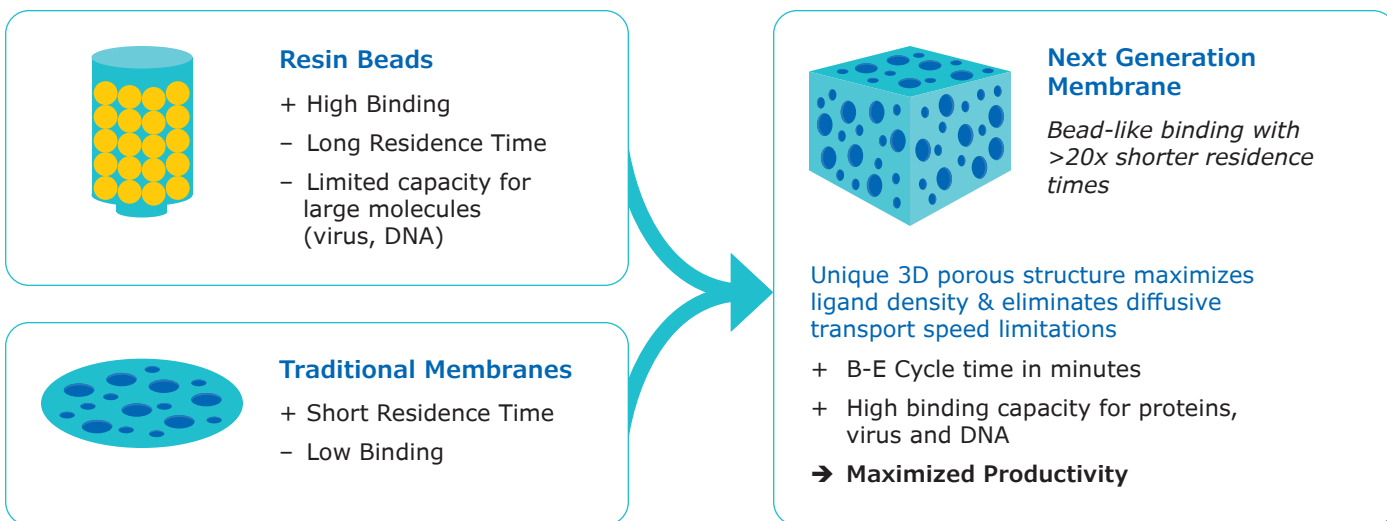 Resin Beads
+ High Binding
– Long Residence Time
– Limited capacity for
large molecules
(virus, DNA)
Traditional Membranes
+ Short Residence Time
– Low Binding
Next Generation
Membrane
Bead-like binding with
>20x shorter residence
times
Unique 3D porous structure maximizes
ligand density & eliminates diffusive
transport speed limitations
+ B-E Cycle time in minutes
+ High binding capacity for proteins,
virus and DNA
➔ Maximized Productivity